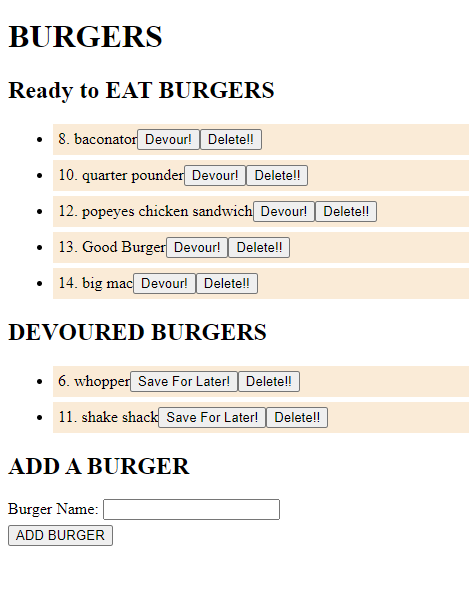 BURGERS
Ready to EAT BURGERS
8. baconator Devour! Delete!!
10. quarter pounder Devour! Delete!!
12. popeyes chicken sandwich Devour! Delete!!
13. Good Burger Devour! Delete!!
14. big mac Devour! Delete!!
DEVOURED BURGERS
6. whopper Save For Later! Delete!!
11. shake shack Save For Later! Delete!!
ADD A BURGER
Burger Name:
ADD BURGER